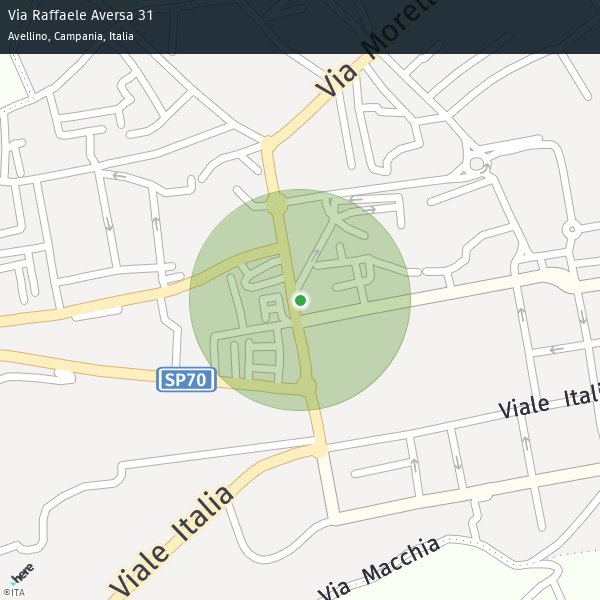 Via Raffaele Aversa 31
Avellino, Campania, Italia
Via Morett
SP70
Viale Itali
Viale Italia
Via Macchia
here
©ITA